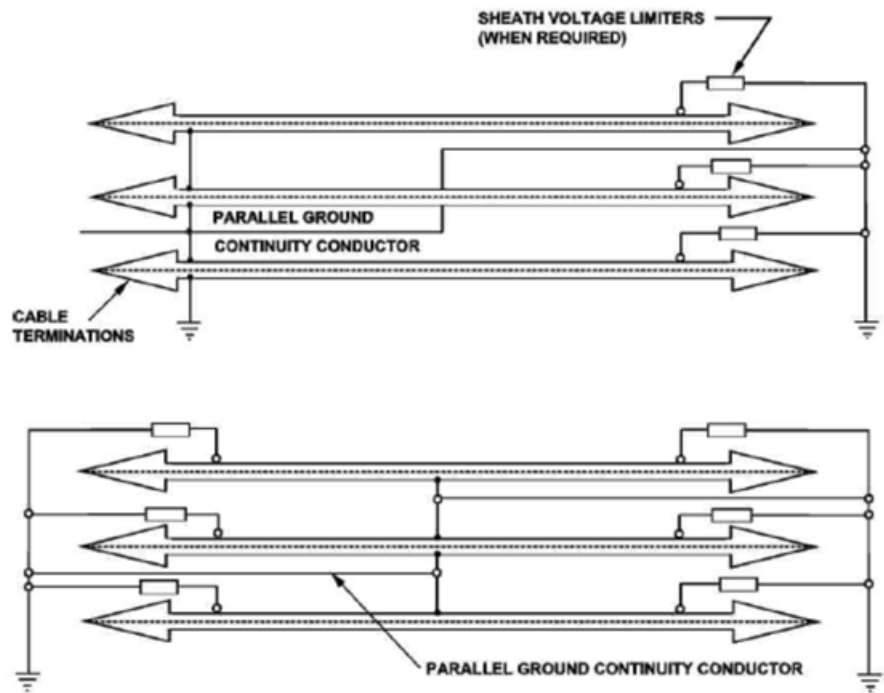 SHEATH VOLTAGE LIMITERS
(WHEN REQUIRED)
PARALLEL GROUND
CONTINUITY CONDUCTOR
CABLE
TERMINATIONS
PARALLEL GROUND CONTINUITY CONDUCTOR